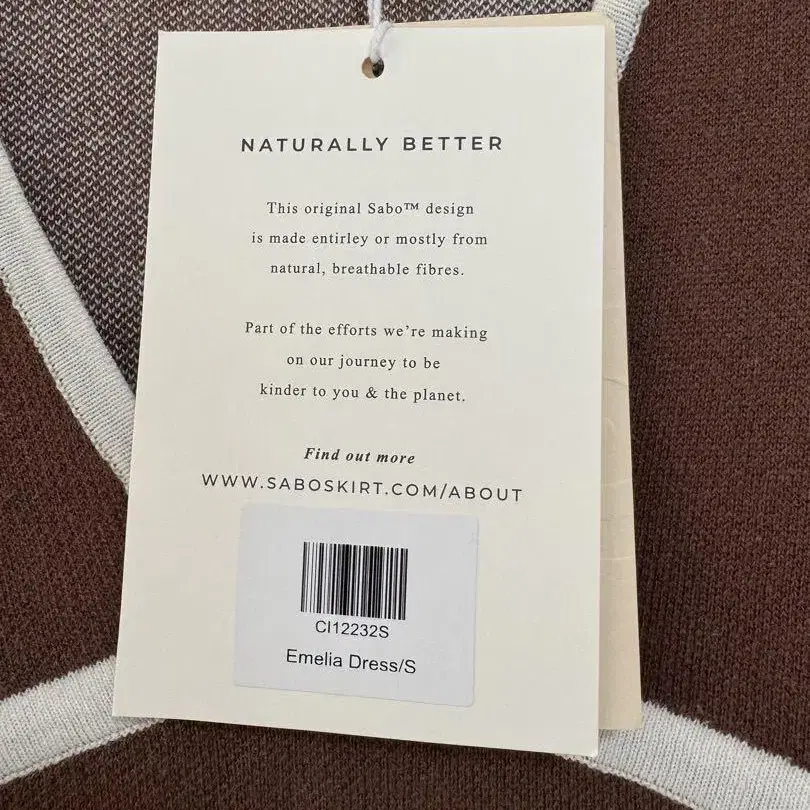 NATURALLY BETTER
This original Sabo™ design
is made entirley or mostly from
natural, breathable fibres.
Part of the efforts we're making
on our journey to be
kinder to you & the planet.
Find out more
WWW.SABOSKIRT.COM/ABOUT
CI12232S
Emelia Dress/S